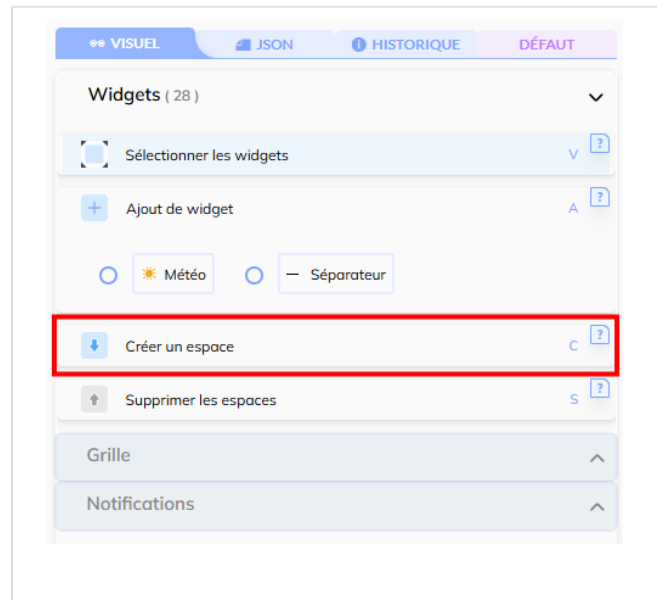 VISUEL JSON HISTORIQUE DÉFAUT
Widgets ( 28 )
Sélectionner les widgets V ?
Ajout de widget A ?
Météo — Séparateur
Créer un espace C ?
Supprimer les espaces S ?
Grille
Notifications